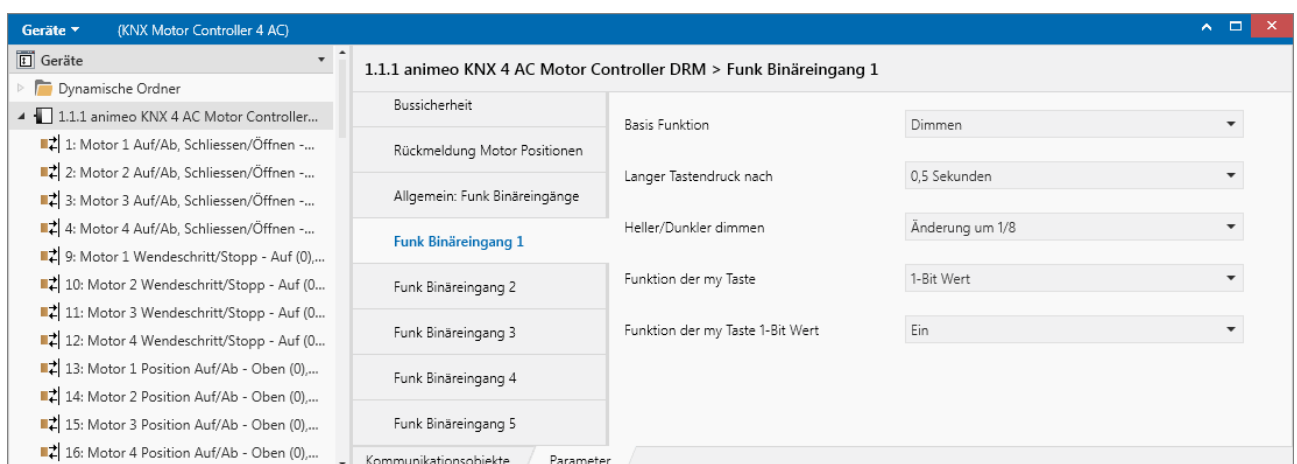 Geräte (KNX Motor Controller 4 AC)
Geräte
Dynamische Ordner
1.1.1 animeo KNX 4 AC Motor Controller...
1: Motor 1 Auf/Ab, Schliessen/Öffnen -...
2: Motor 2 Auf/Ab, Schliessen/Öffnen -...
3: Motor 3 Auf/Ab, Schliessen/Öffnen -...
4: Motor 4 Auf/Ab, Schliessen/Öffnen -...
9: Motor 1 Wendeschritt/Stopp - Auf (0),...
10: Motor 2 Wendeschritt/Stopp - Auf (0...
11: Motor 3 Wendeschritt/Stopp - Auf (0...
12: Motor 4 Wendeschritt/Stopp - Auf (0...
13: Motor 1 Position Auf/Ab - Oben (0),...
14: Motor 2 Position Auf/Ab - Oben (0),...
15: Motor 3 Position Auf/Ab - Oben (0),...
16: Motor 4 Position Auf/Ab - Oben (0),...
1.1.1 animeo KNX 4 AC Motor Controller DRM > Funk Binäreingang 1
Bussicherheit
Rückmeldung Motor Positionen
Allgemein: Funk Binäreingänge
Funk Binäreingang 1
Funk Binäreingang 2
Funk Binäreingang 3
Funk Binäreingang 4
Funk Binäreingang 5
Basis Funktion Dimmen
Langer Tastendruck nach 0,5 Sekunden
Heller/Dunkler dimmen Änderung um 1/8
Funktion der my Taste 1-Bit Wert
Funktion der my Taste 1-Bit Wert Ein
Kommunikationsobjekte Parameter